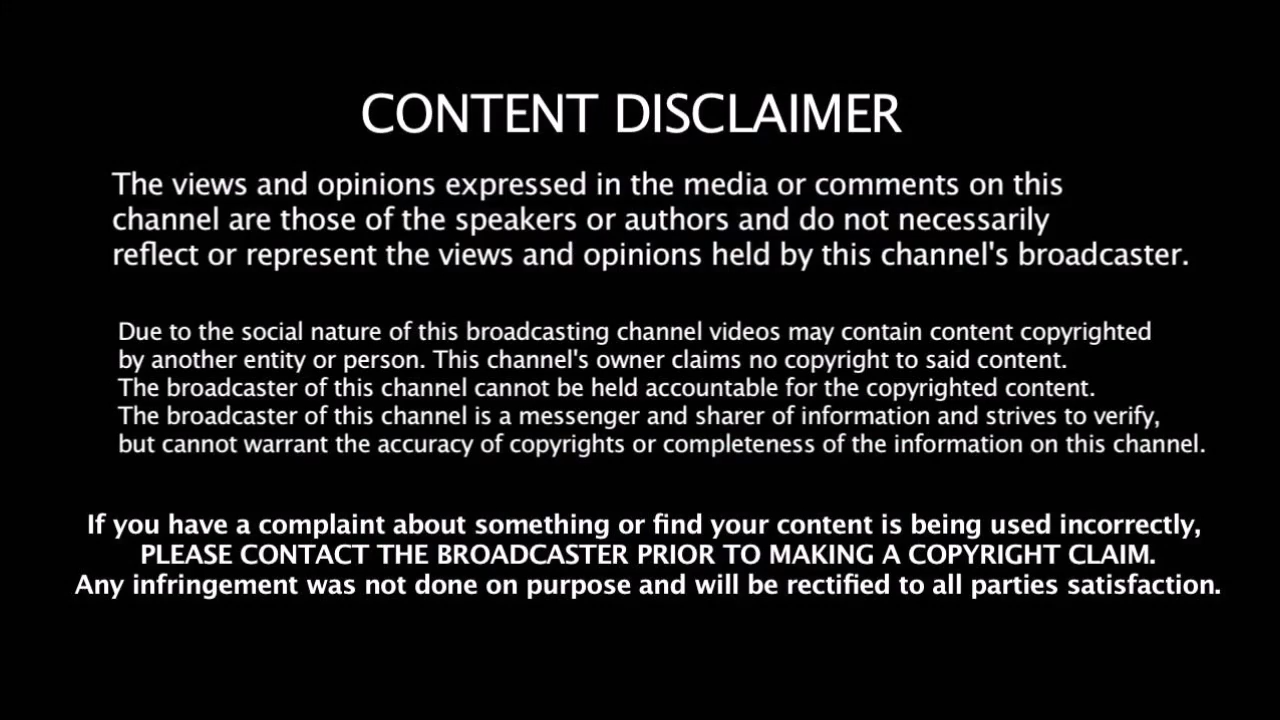 CONTENT DISCLAIMER
The views and opinions expressed in the media or comments on this
channel are those of the speakers or authors and do not necessarily
reflect or represent the views and opinions held by this channel's broadcaster.
Due to the social nature of this broadcasting channel videos may contain content copyrighted
by another entity or person. This channel's owner claims no copyright to said content.
The broadcaster of this channel cannot be held accountable for the copyrighted content.
The broadcaster of this channel is a messenger and sharer of information and strives to verify,
but cannot warrant the accuracy of copyrights or completeness of the information on this channel.
If you have a complaint about something or find your content is being used incorrectly,
PLEASE CONTACT THE BROADCASTER PRIOR TO MAKING A COPYRIGHT CLAIM.
Any infringement was not done on purpose and will be rectified to all parties satisfaction.